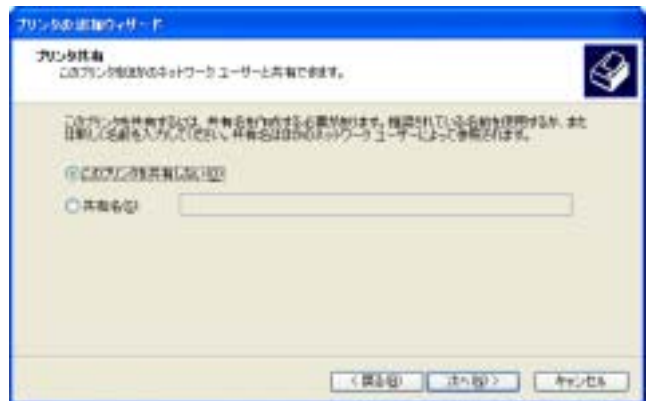 プリンタの追加ウィザード
プリンタ共有
このプリンタをほかのネットワーク ユーザーと共有できます。
このプリンタを共有するには、共有名を作成する必要があります。推奨されている名前を使用するか、また
は新しく名前を入力してください。共有名はほかのネットワーク ユーザーによって参照されます。
このプリンタを共有しない(O)
共有名(S):
< 戻る(B)
次へ(N) >
キャンセル